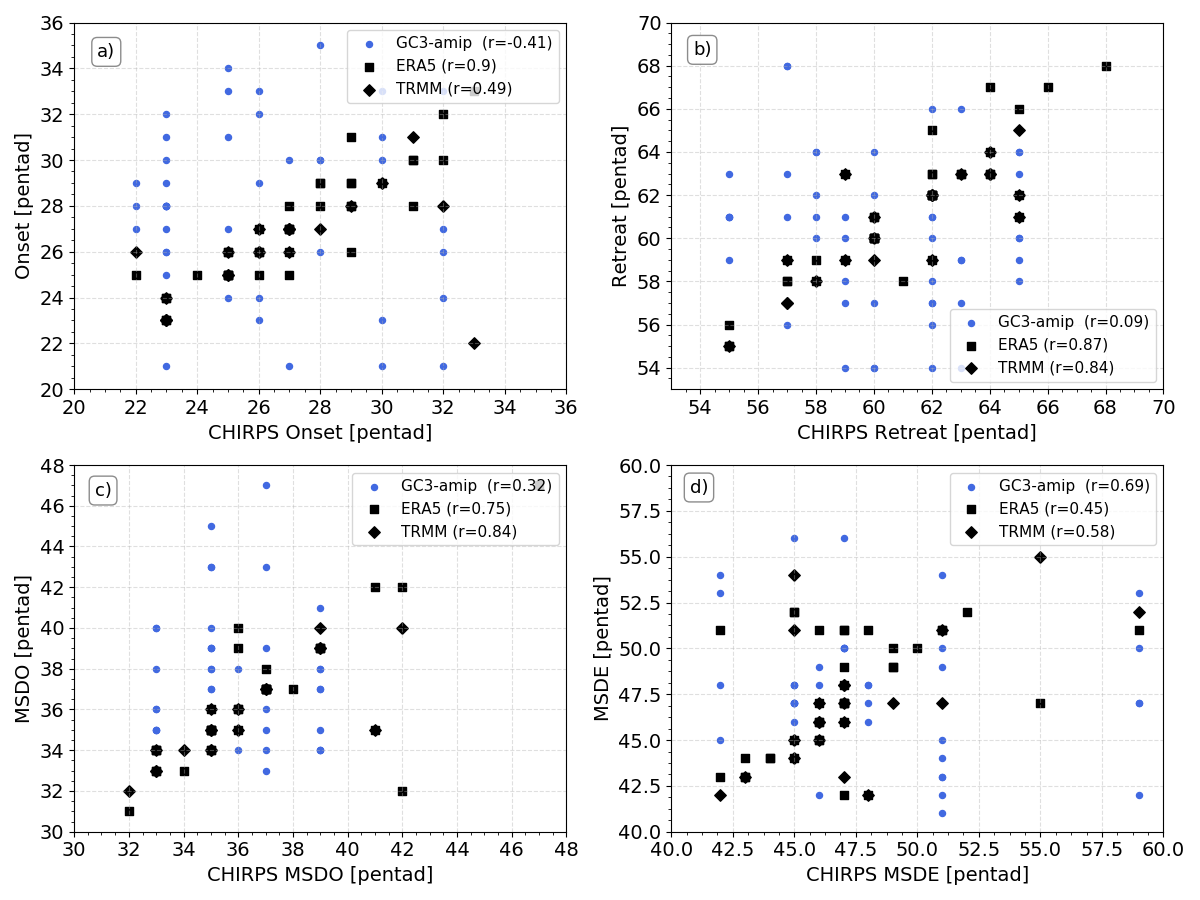 a)
GC3-amip (r=-0.41)
ERA5 (r=0.9)
TRMM (r=0.49)
Onset [pentad]
36
34
32
30
28
26
24
22
20
20 22 24 26 28 30 32 34 36
CHIRPS Onset [pentad]
b)
GC3-amip (r=0.09)
ERA5 (r=0.87)
TRMM (r=0.84)
Retreat [pentad]
70
68
66
64
62
60
58
56
54
54 56 58 60 62 64 66 68 70
CHIRPS Retreat [pentad]
c)
GC3-amip (r=0.32)
ERA5 (r=0.75)
TRMM (r=0.84)
MSDO [pentad]
48
46
44
42
40
38
36
34
32
30
30 32 34 36 38 40 42 44 46 48
CHIRPS MSDO [pentad]
d)
GC3-amip (r=0.69)
ERA5 (r=0.45)
TRMM (r=0.58)
MSDE [pentad]
60.0
57.5
55.0
52.5
50.0
47.5
45.0
42.5
40.0
40.0 42.5 45.0 47.5 50.0 52.5 55.0 57.5 60.0
CHIRPS MSDE [pentad]